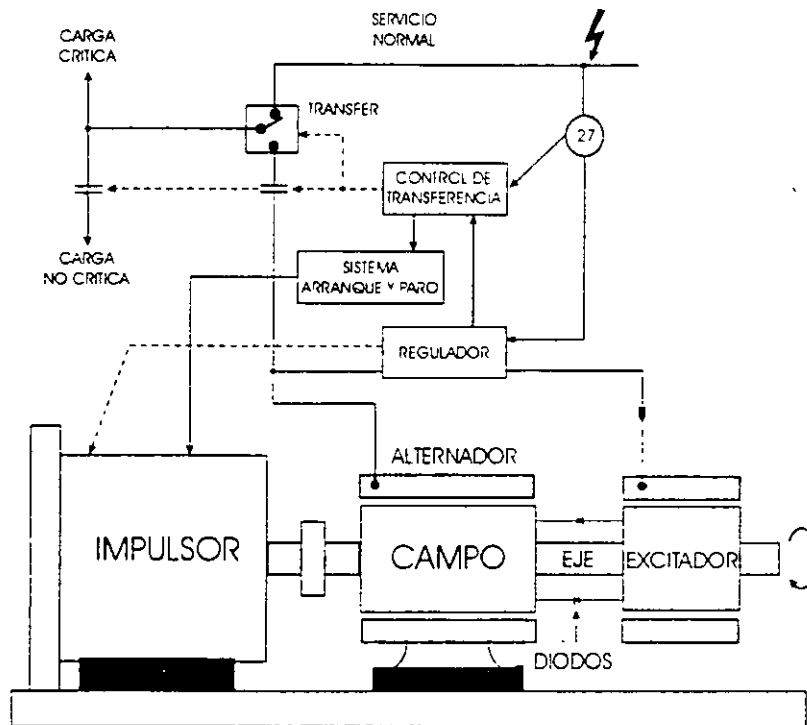 SERVICIO
NORMAL
CARGA
CRITICA
TRANSFER
27
CONTROL DE
TRANSFERENCIA
CARGA
NO CRITICA
SISTEMA
ARRANQUE Y PARO
REGULADOR
ALTERNADOR
IMPULSOR
CAMPO
EJE
EXCITADOR
DIODOS